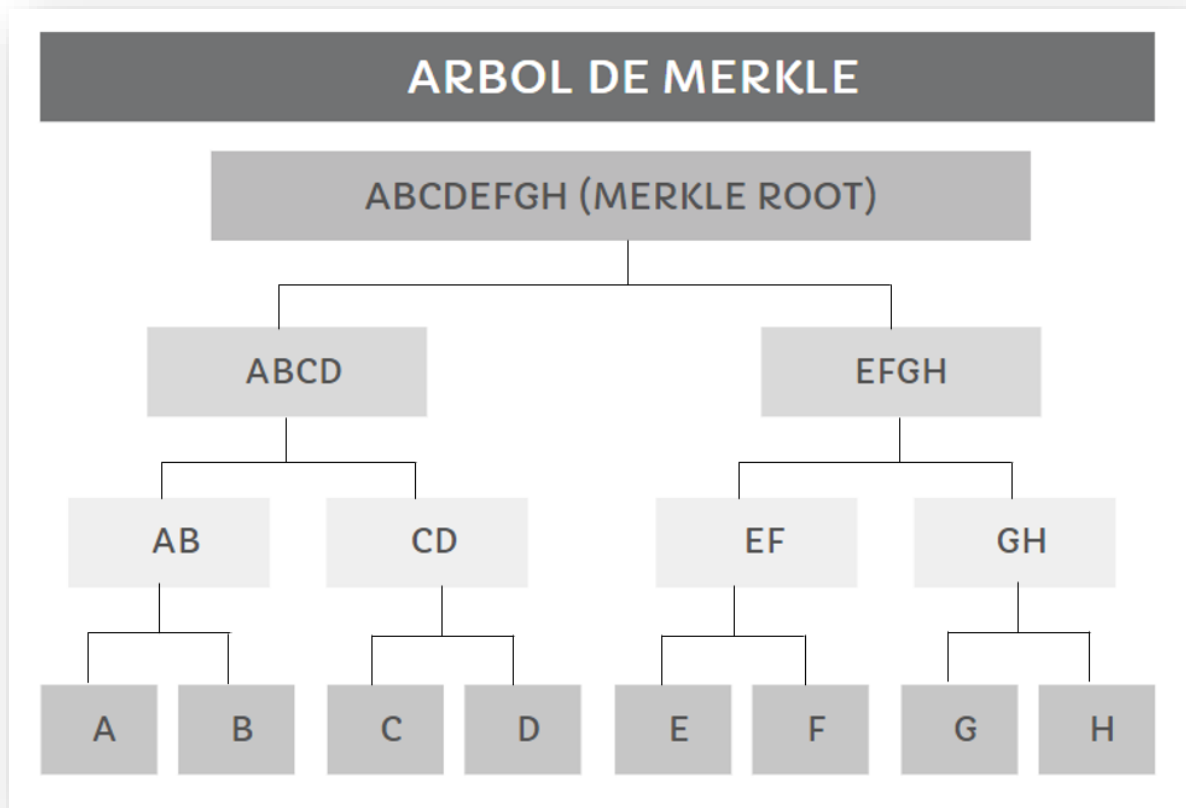 ARBOL DE MERKLE
ABCDEFGH (MERKLE ROOT)
ABCD
EFGH
AB
CD
EF
GH
A
B
C
D
E
F
G
H